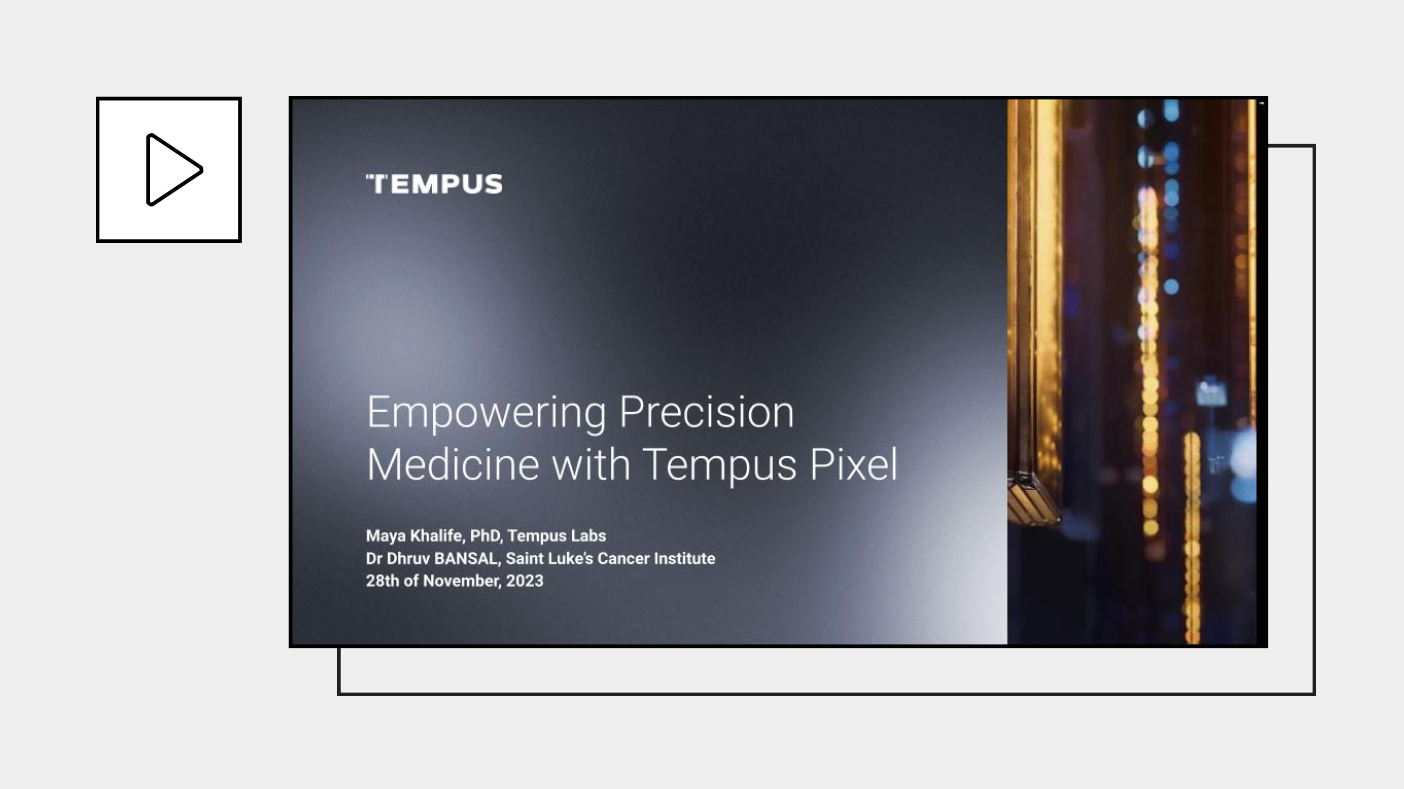 TEMPUS
Empowering Precision
Medicine with Tempus Pixel
Maya Khalife, PhD, Tempus Labs
Dr Dhruv BANSAL, Saint Luke's Cancer Institute
28th of November, 2023